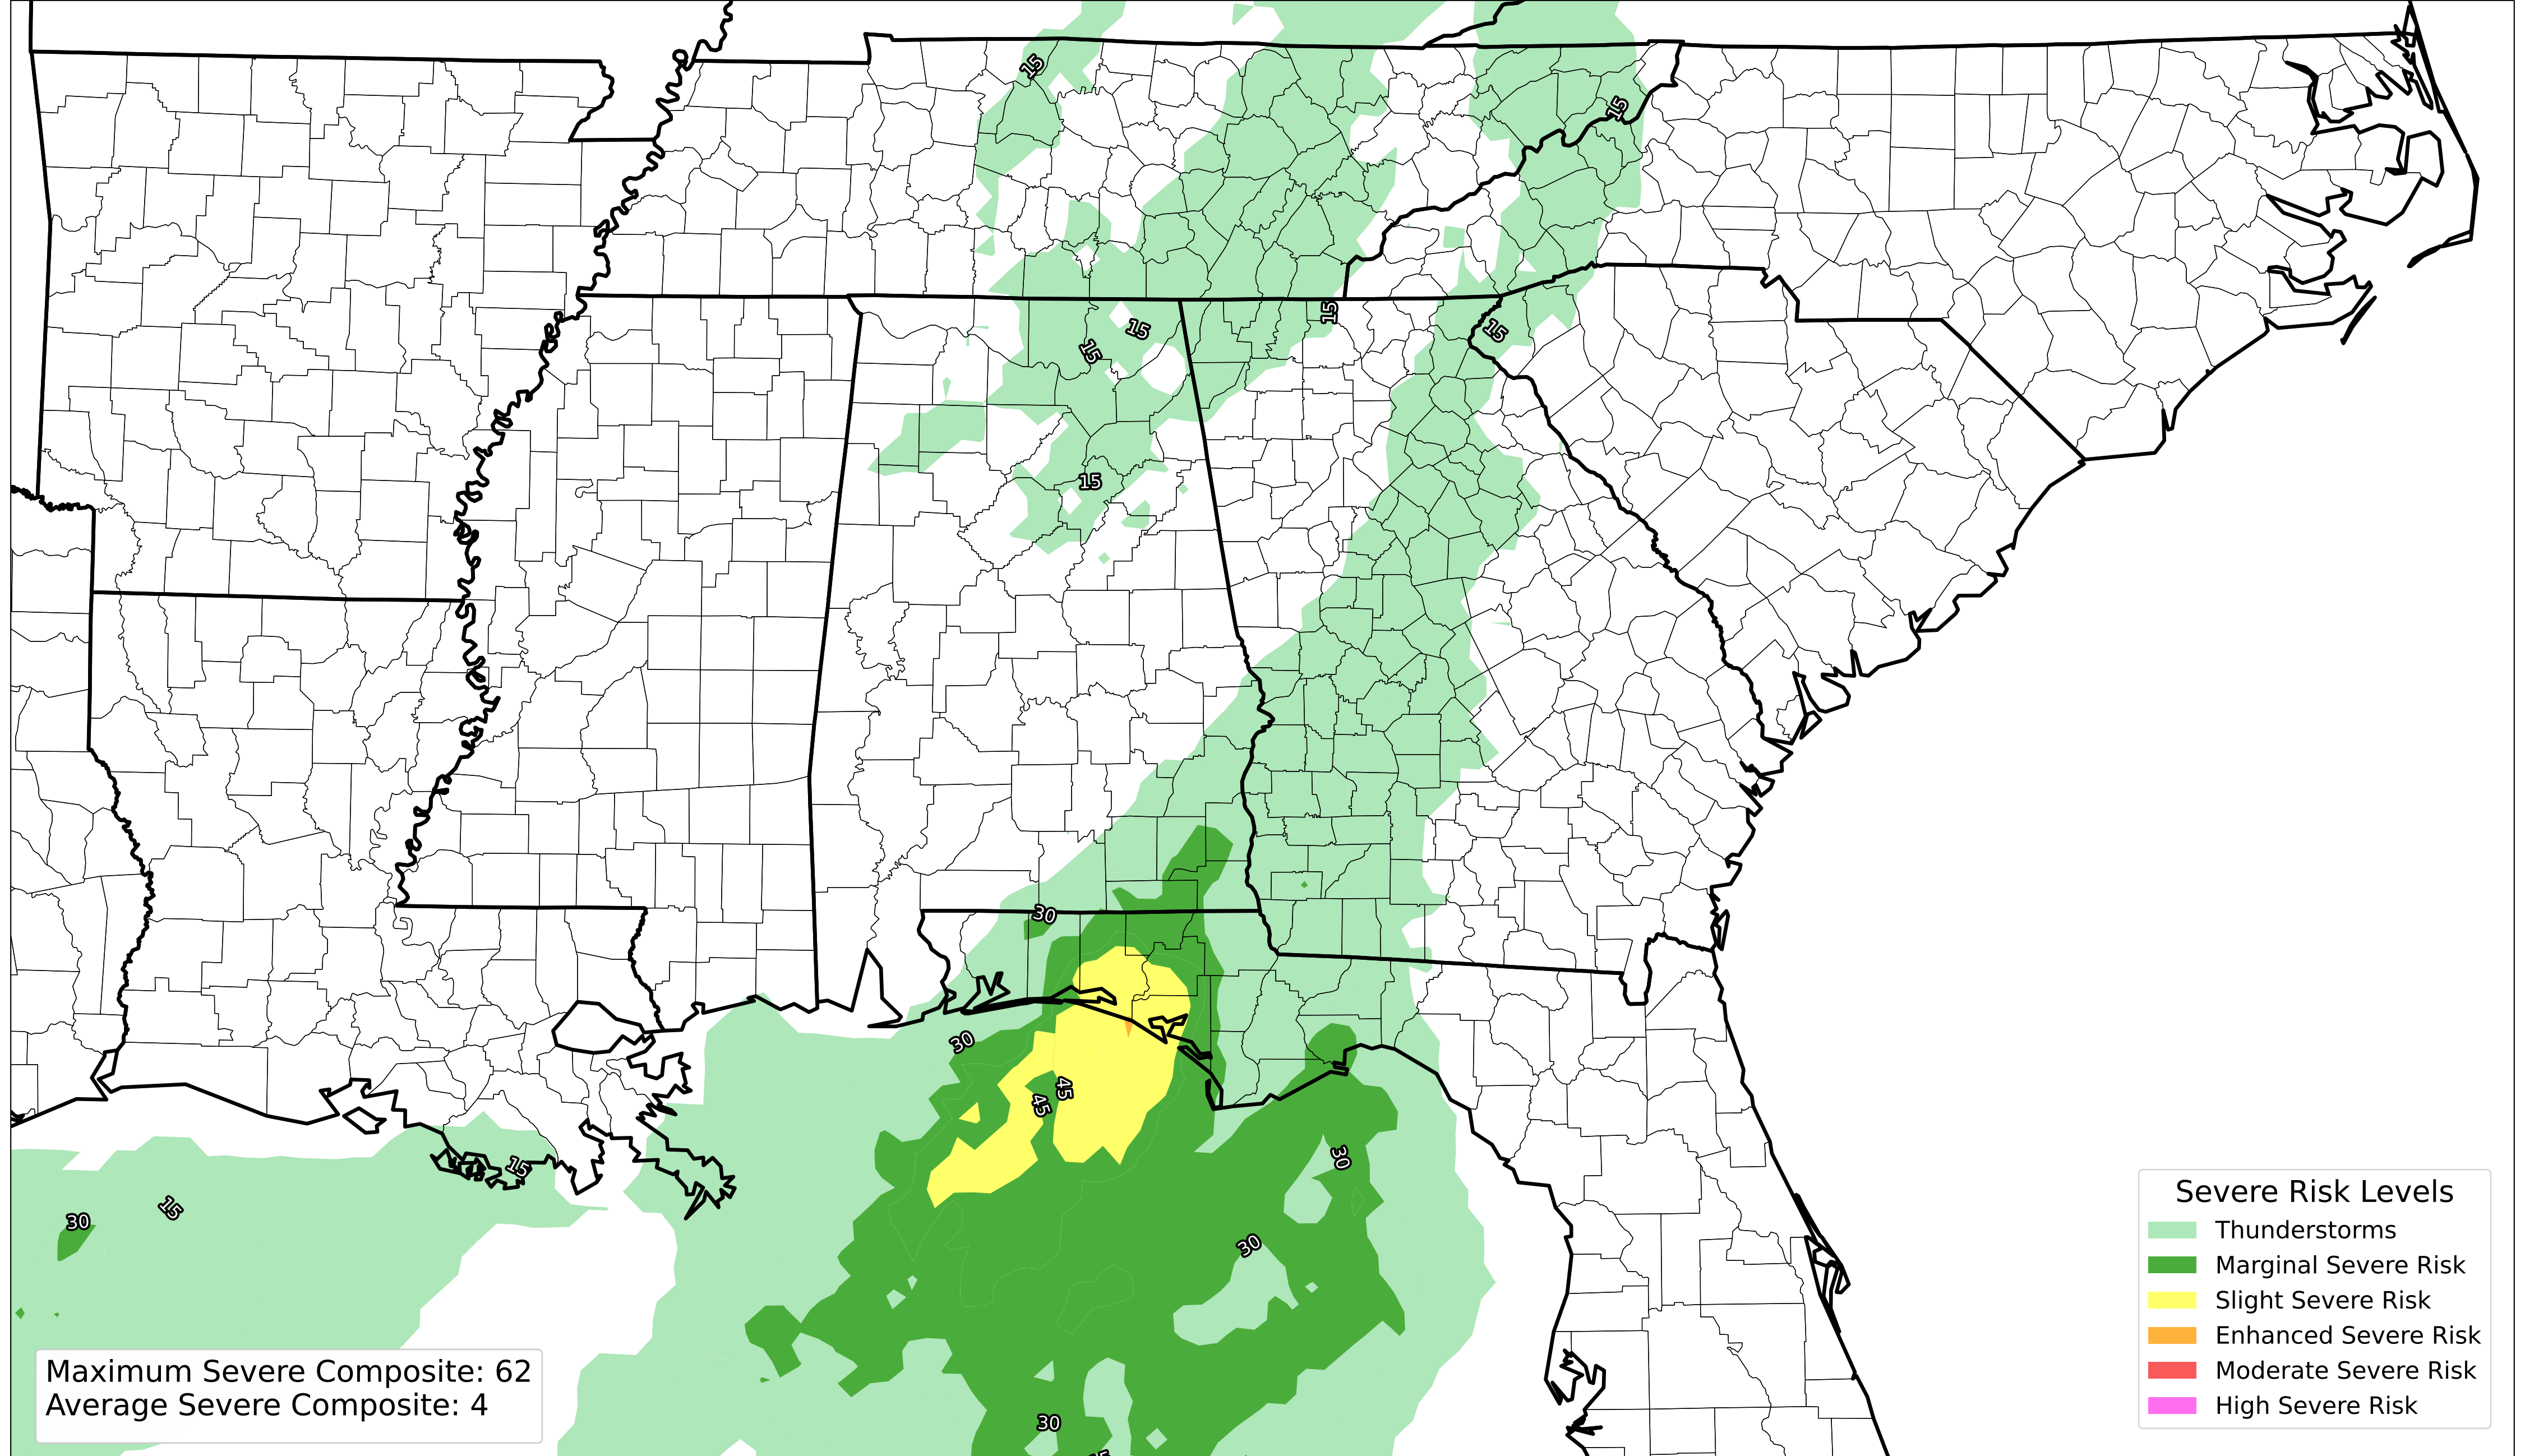 15
15
15
15
15
15
15
30
30
45
45
30
15
15
30
30
30
Severe Risk Levels
Thunderstorms
Marginal Severe Risk
Slight Severe Risk
Enhanced Severe Risk
Moderate Severe Risk
High Severe Risk
Maximum Severe Composite: 62
Average Severe Composite: 4